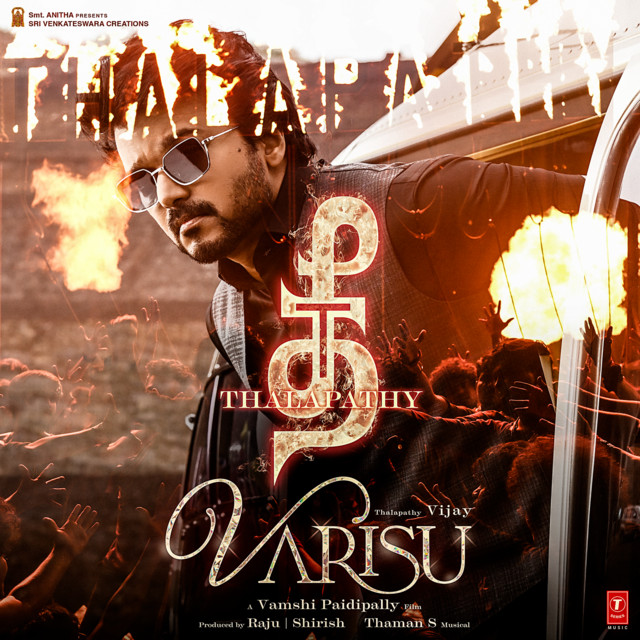 Smt. ANITHA PRESENTS
SRI VENKATESWARA CREATIONS
THALAPATHY
தீ
THALAPATHY
Thalapathy Vijay
VARISU
A Vamshi Paidipally Film
Produced by Raju | Shirish Thaman S Musical
T
SERIES
MUSIC